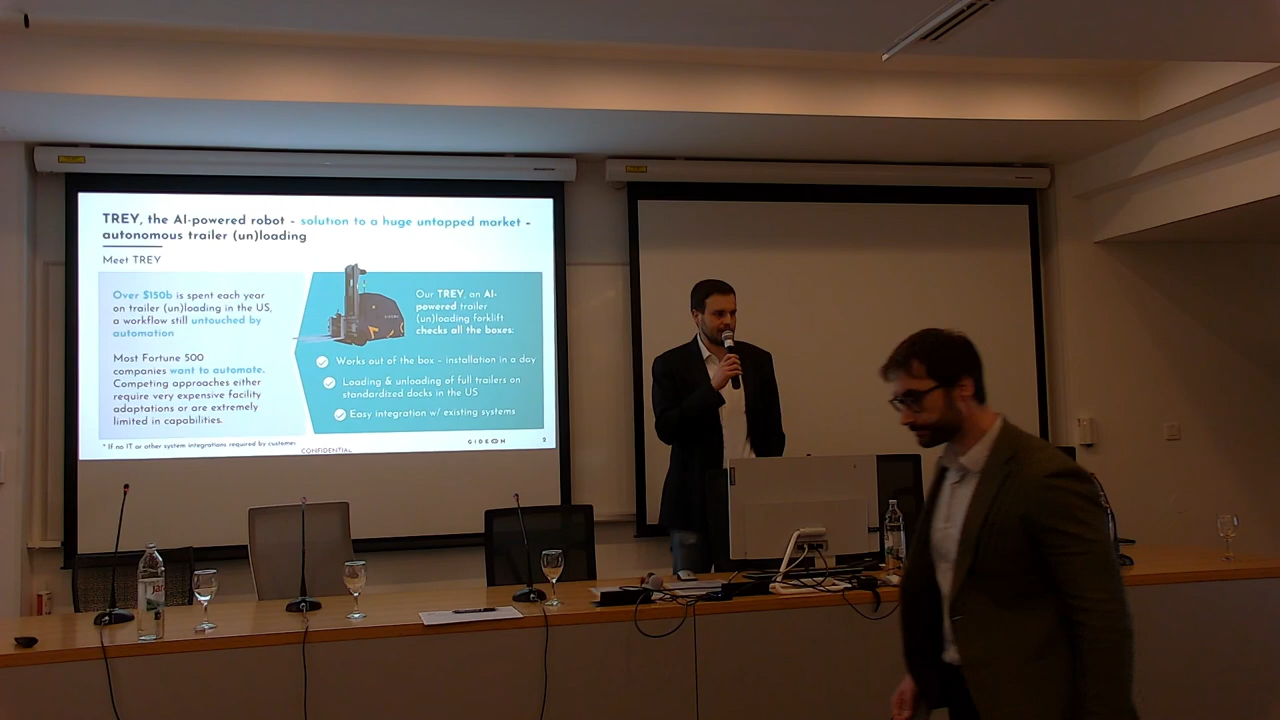 TREY, the AI-powered robot - solution to a huge untapped market -
autonomous trailer (un)loading
Meet TREY
Over $150b is spent each year
on trailer (un)loading in the US,
a workflow still untouched by
automation
Most Fortune 500
companies want to automate.
Competing approaches either
require very expensive facility
adaptations or are extremely
limited in capabilities.
Our TREY, an AI-
powered trailer
(un)loading forklift
checks all the boxes:
Works out of the box - installation in a day
Loading & unloading of full trailers on
standardized docks in the US
Easy integration w/ existing systems
* If no IT or other system integrations required by customer
CONFIDENTIAL
GIDEON
2